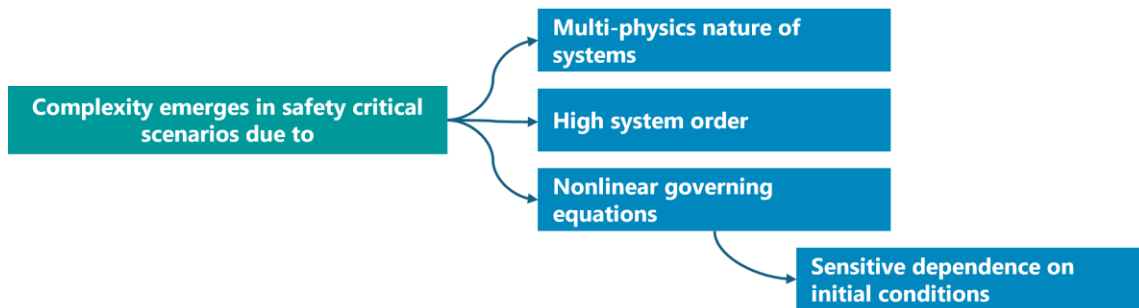 Multi-physics nature of
systems
Complexity emerges in safety critical
scenarios due to
High system order
Nonlinear governing
equations
Sensitive dependence on
initial conditions